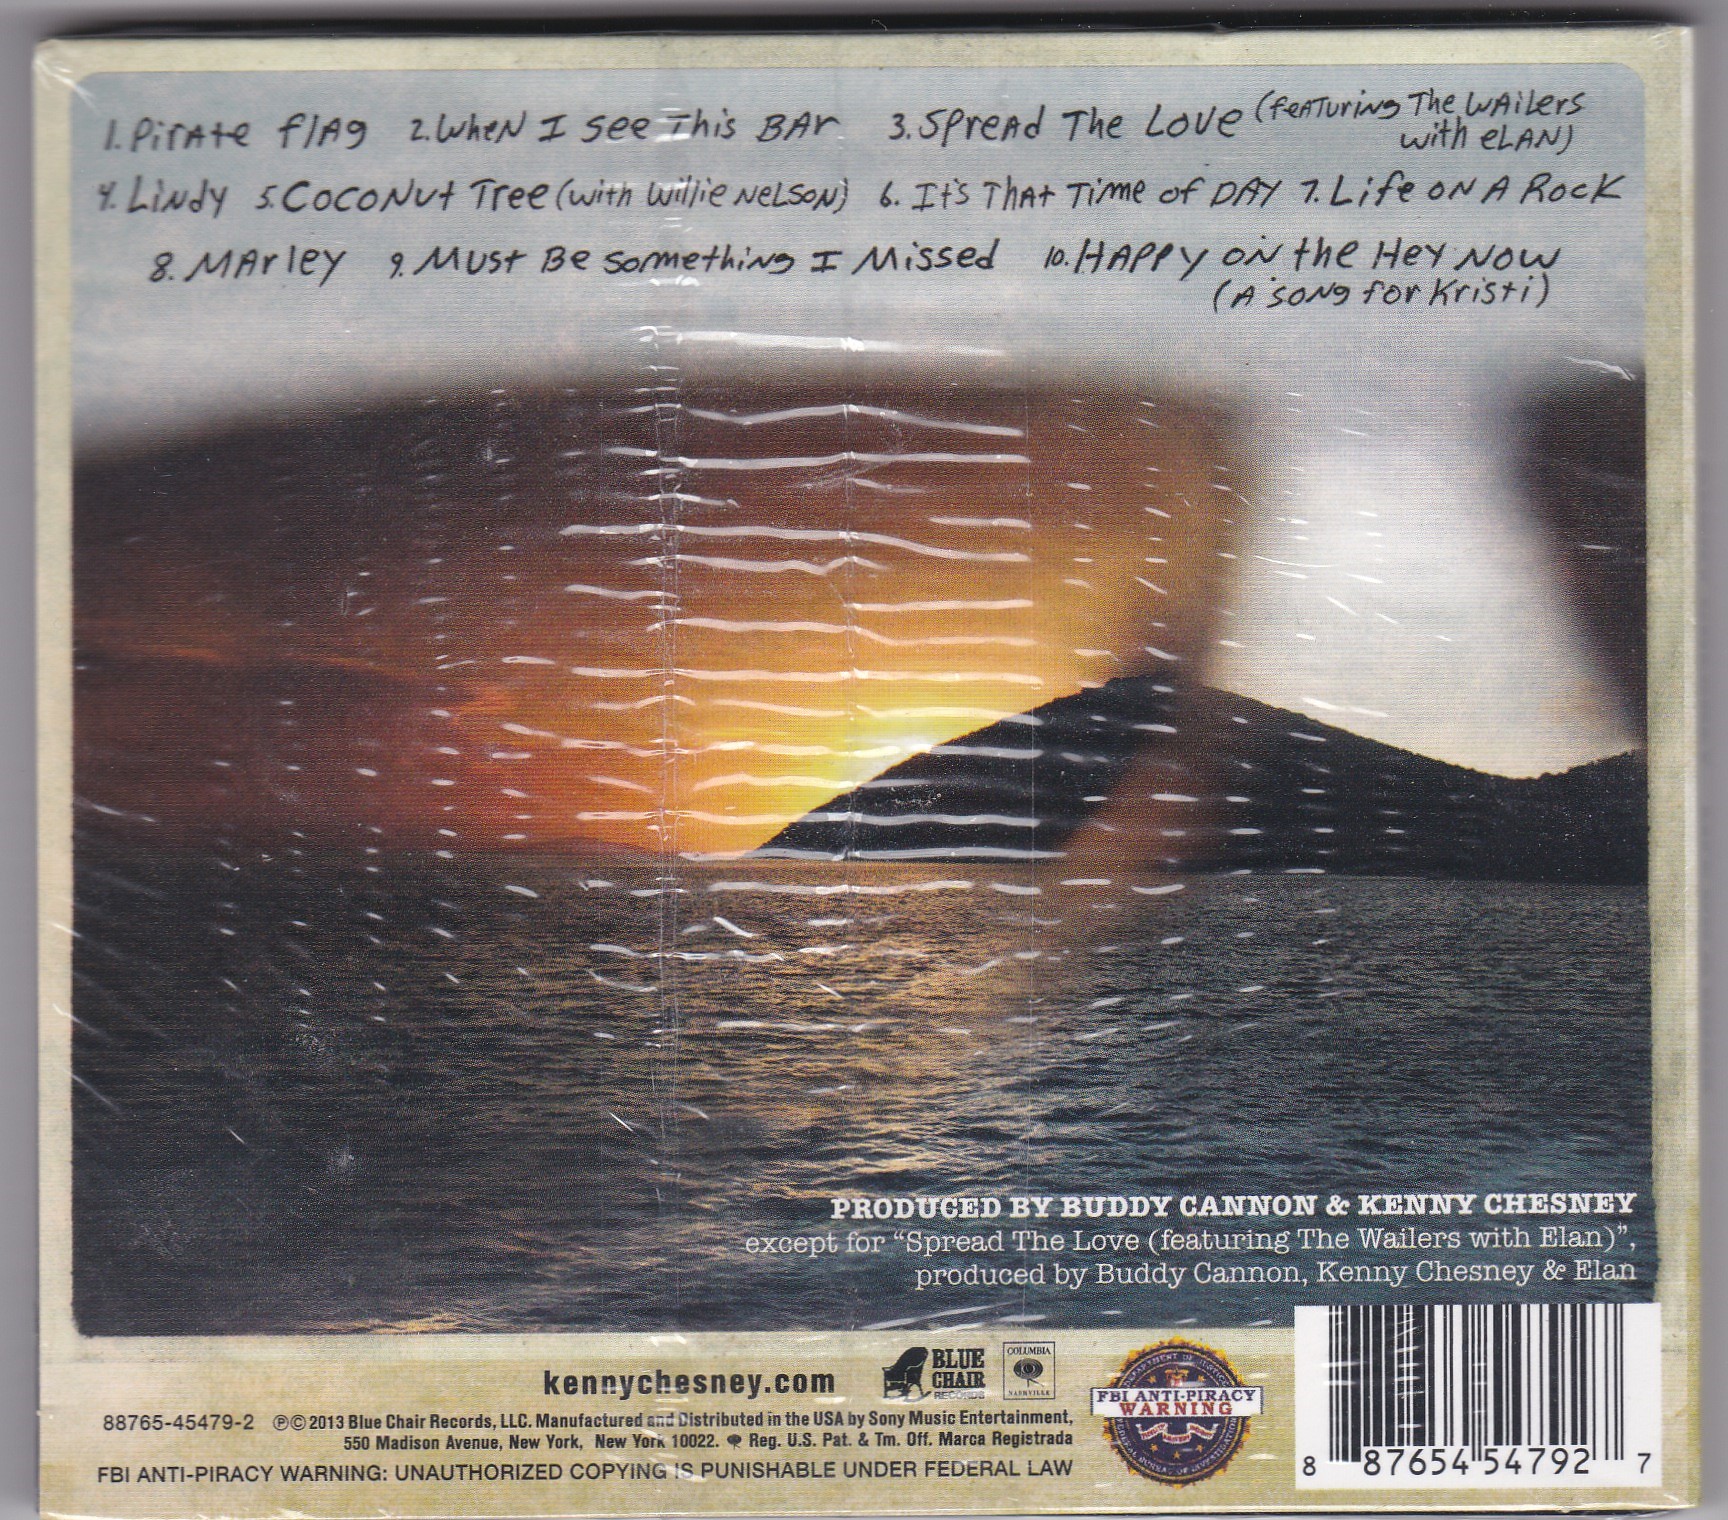 1. Pirate Flag 2. When I See This Bar 3. Spread The Love (featuring The Wailers
with Elan)
4. Lindy 5. Coconut Tree (with Willie Nelson) 6. It's That Time of Day 7. Life on A Rock
8. Marley 9. Must Be Something I Missed 10. Happy on the Hey Now
(A Song for Kristi)
PRODUCED BY BUDDY CANNON & KENNY CHESNEY
except for “Spread The Love (featuring The Wailers with Elan)”,
produced by Buddy Cannon, Kenny Chesney & Elan
kennychesney.com
BLUE
CHAIR
RECORDS
COLUMBIA
NASHVILLE
88765-45479-2 ℗©2013 Blue Chair Records, LLC. Manufactured and Distributed in the USA by Sony Music Entertainment,
550 Madison Avenue, New York, New York 10022. Reg. U.S. Pat. & Tm. Off. Marca Registrada
FBI ANTI-PIRACY WARNING: UNAUTHORIZED COPYING IS PUNISHABLE UNDER FEDERAL LAW
FBI ANTI-PIRACY
WARNING
8 87654 54792 7